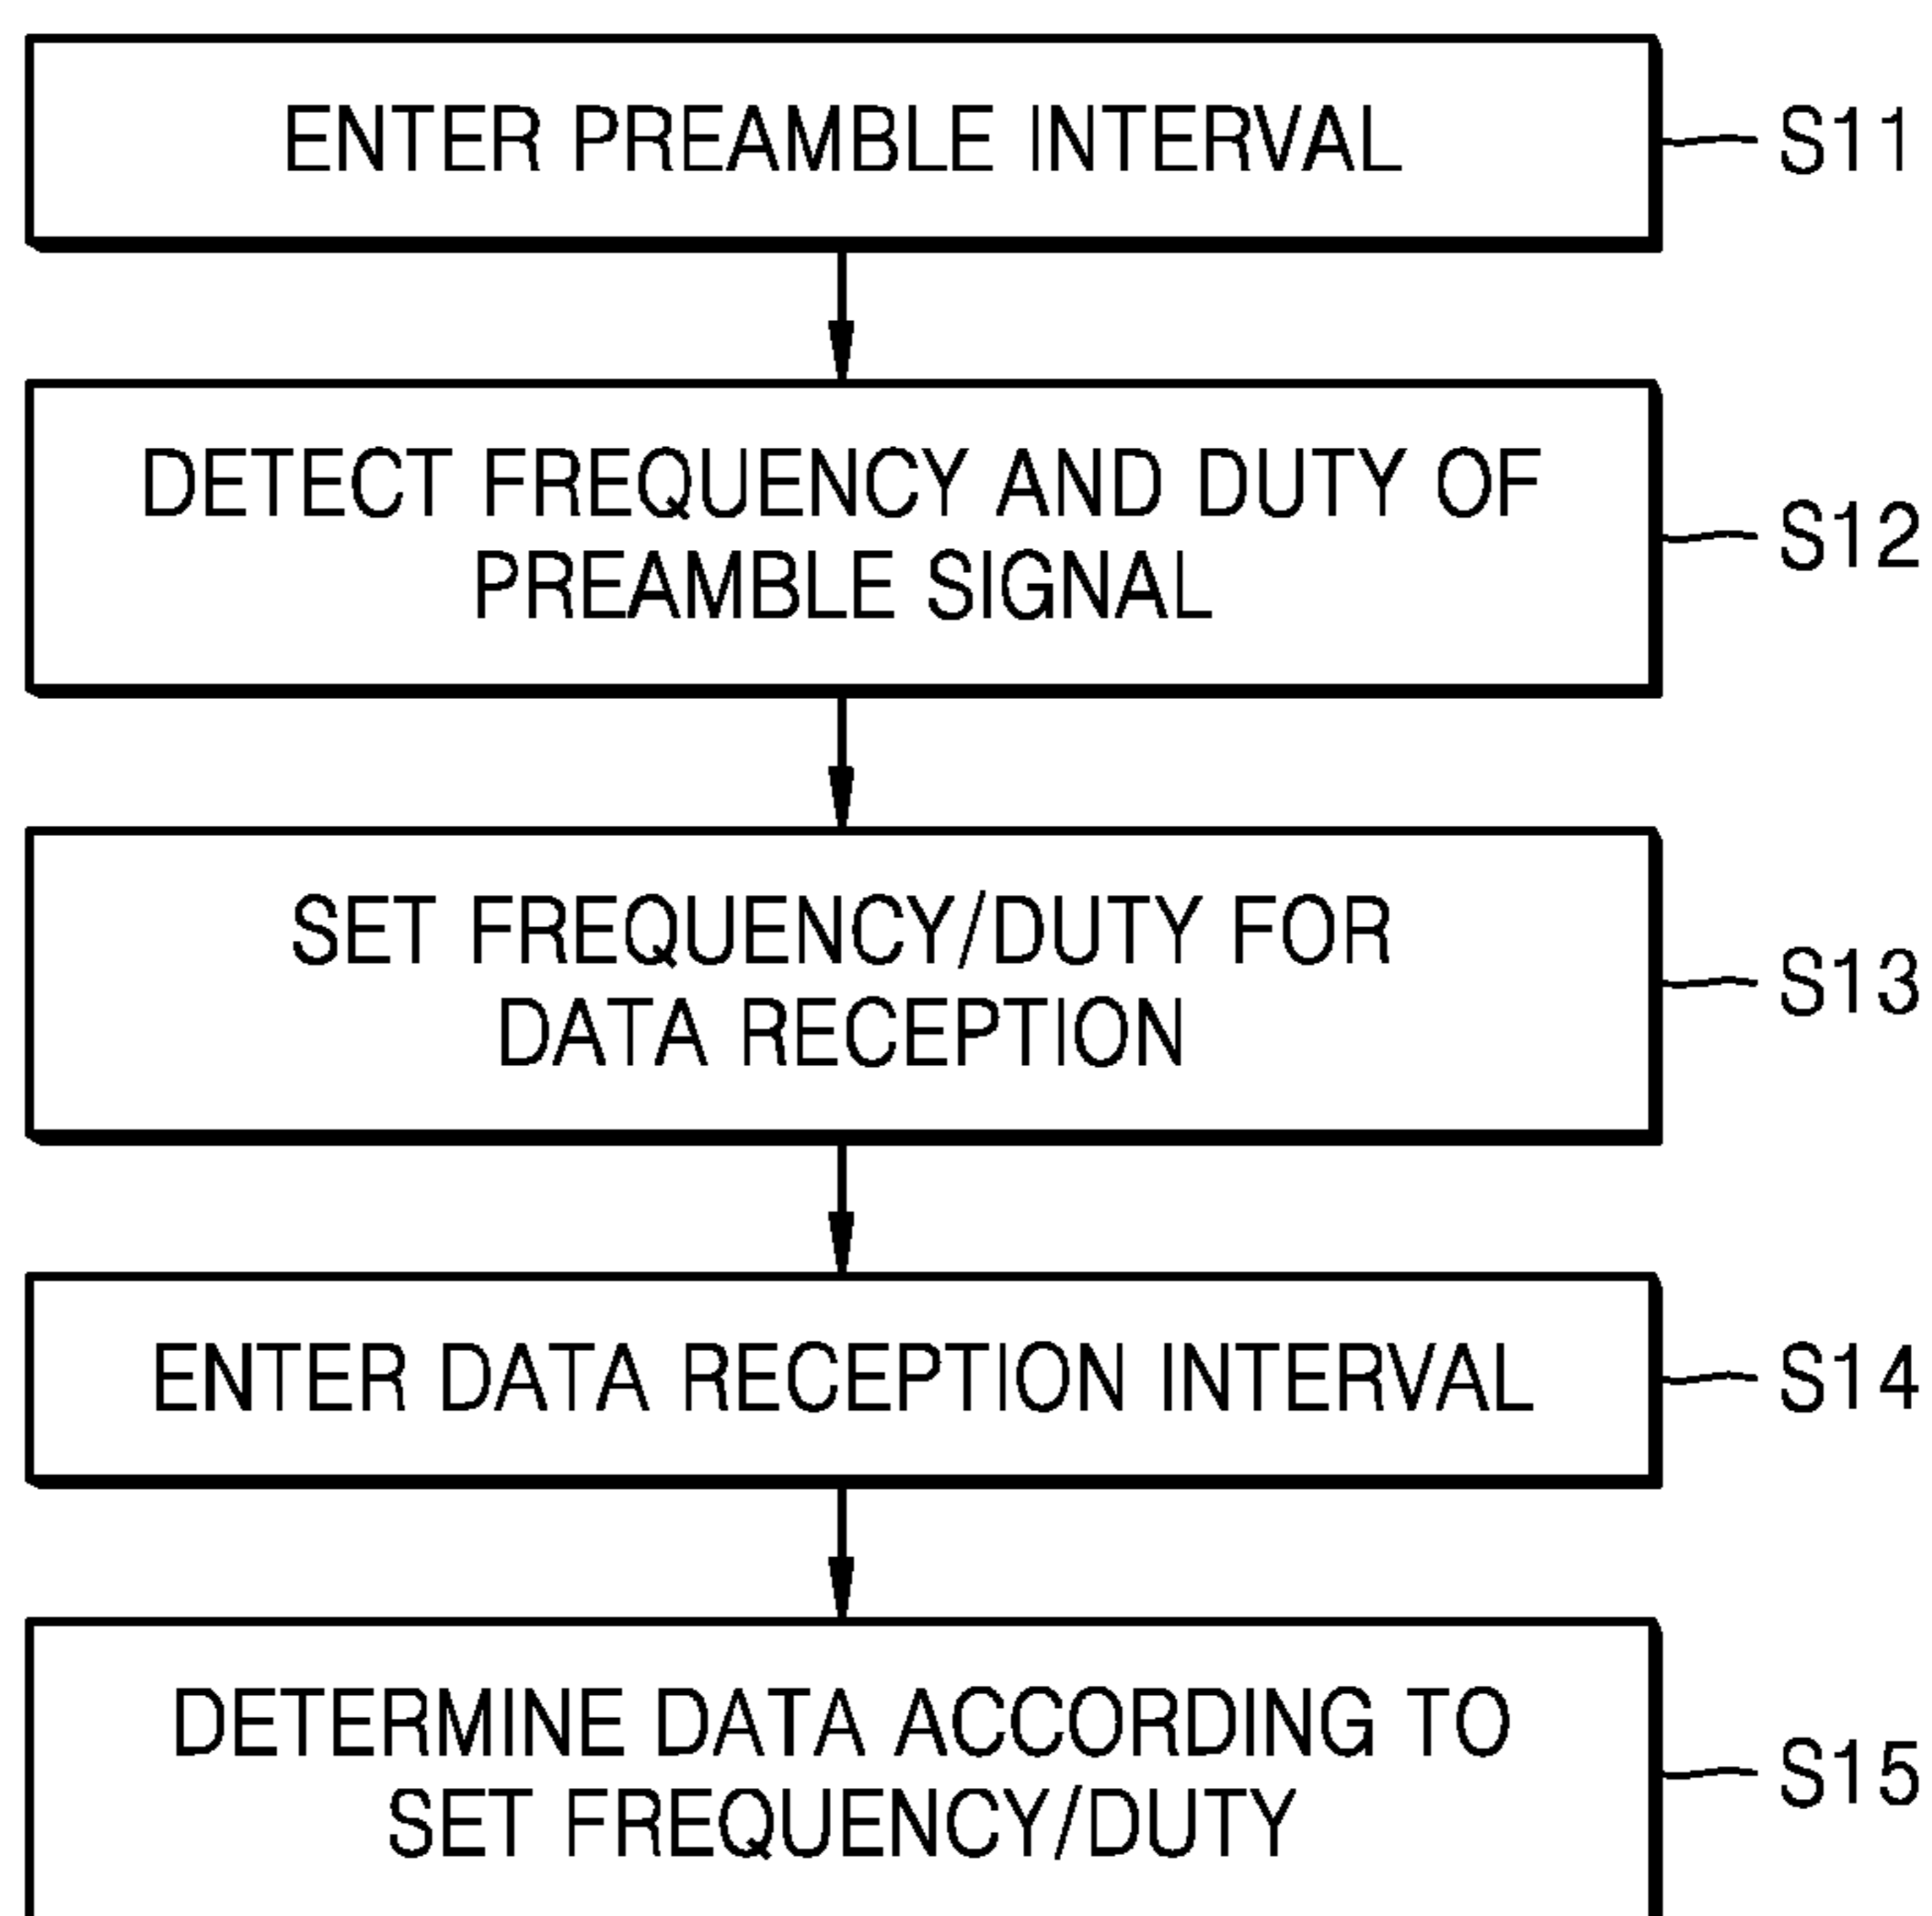 ENTER PREAMBLE INTERVAL
S11
DETECT FREQUENCY AND DUTY OF
PREAMBLE SIGNAL
S12
SET FREQUENCY/DUTY FOR
DATA RECEPTION
S13
ENTER DATA RECEPTION INTERVAL
S14
DETERMINE DATA ACCORDING TO
SET FREQUENCY/DUTY
S15